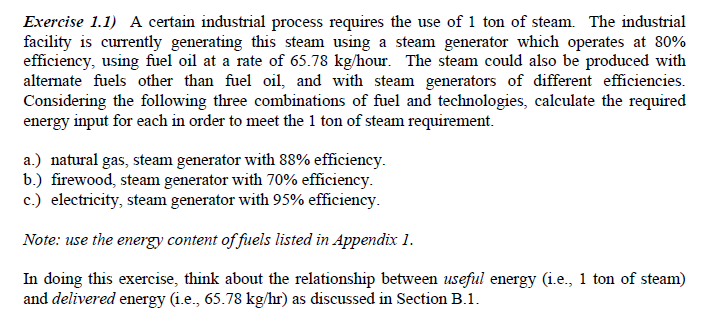 Exercise 1.1) A certain industrial process requires the use of 1 ton of steam. The industrial
facility is currently generating this steam using a steam generator which operates at 80%
efficiency, using fuel oil at a rate of 65.78 kg/hour. The steam could also be produced with
alternate fuels other than fuel oil, and with steam generators of different efficiencies.
Considering the following three combinations of fuel and technologies, calculate the required
energy input for each in order to meet the 1 ton of steam requirement.
a.) natural gas, steam generator with 88% efficiency.
b.) firewood, steam generator with 70% efficiency.
c.) electricity, steam generator with 95% efficiency.
Note: use the energy content of fuels listed in Appendix 1.
In doing this exercise, think about the relationship between useful energy (i.e., 1 ton of steam)
and delivered energy (i.e., 65.78 kg/hr) as discussed in Section B.1.